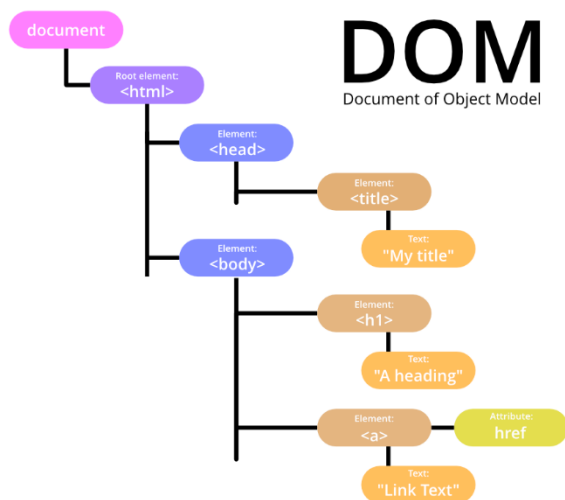 document
DOM
Document of Object Model
Root element:
<html>
Element:
<head>
Element:
<title>
Text:
"My title"
Element:
<body>
Element:
<h1>
Text:
"A heading"
Element:
<a>
Attribute:
href
Text:
"Link Text"